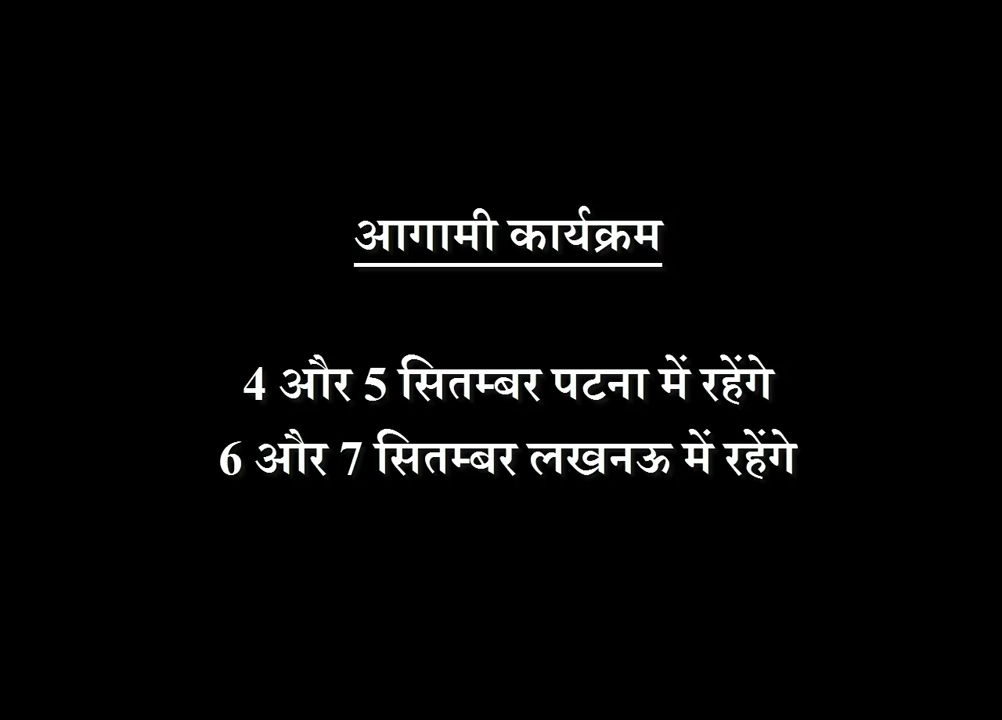 आगामी कार्यक्रम
4 और 5 सितम्बर पटना में रहेंगे
6 और 7 सितम्बर लखनऊ में रहेंगे